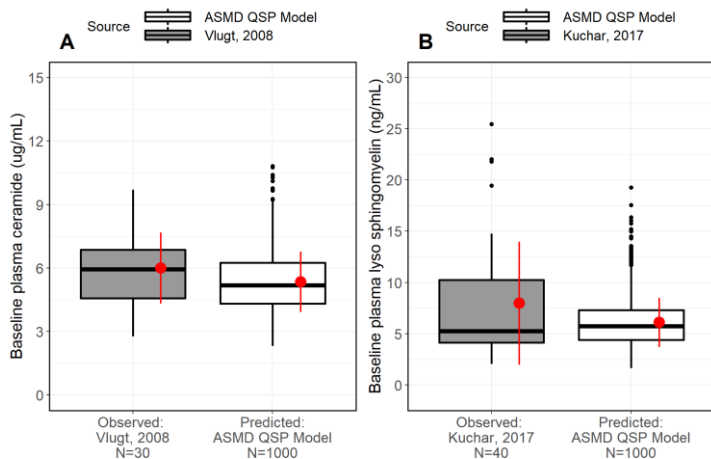 A
Source
ASMD QSP Model
Vlugt, 2008
Baseline plasma ceramide (ug/mL)
15
12
9
6
3
0
Observed:
Vlugt, 2008
N=30
Predicted:
ASMD QSP Model
N=1000
B
Source
ASMD QSP Model
Kuchar, 2017
Baseline plasma lyso sphingomyelin (ng/mL)
30
25
20
15
10
5
0
Observed:
Kuchar, 2017
N=40
Predicted:
ASMD QSP Model
N=1000